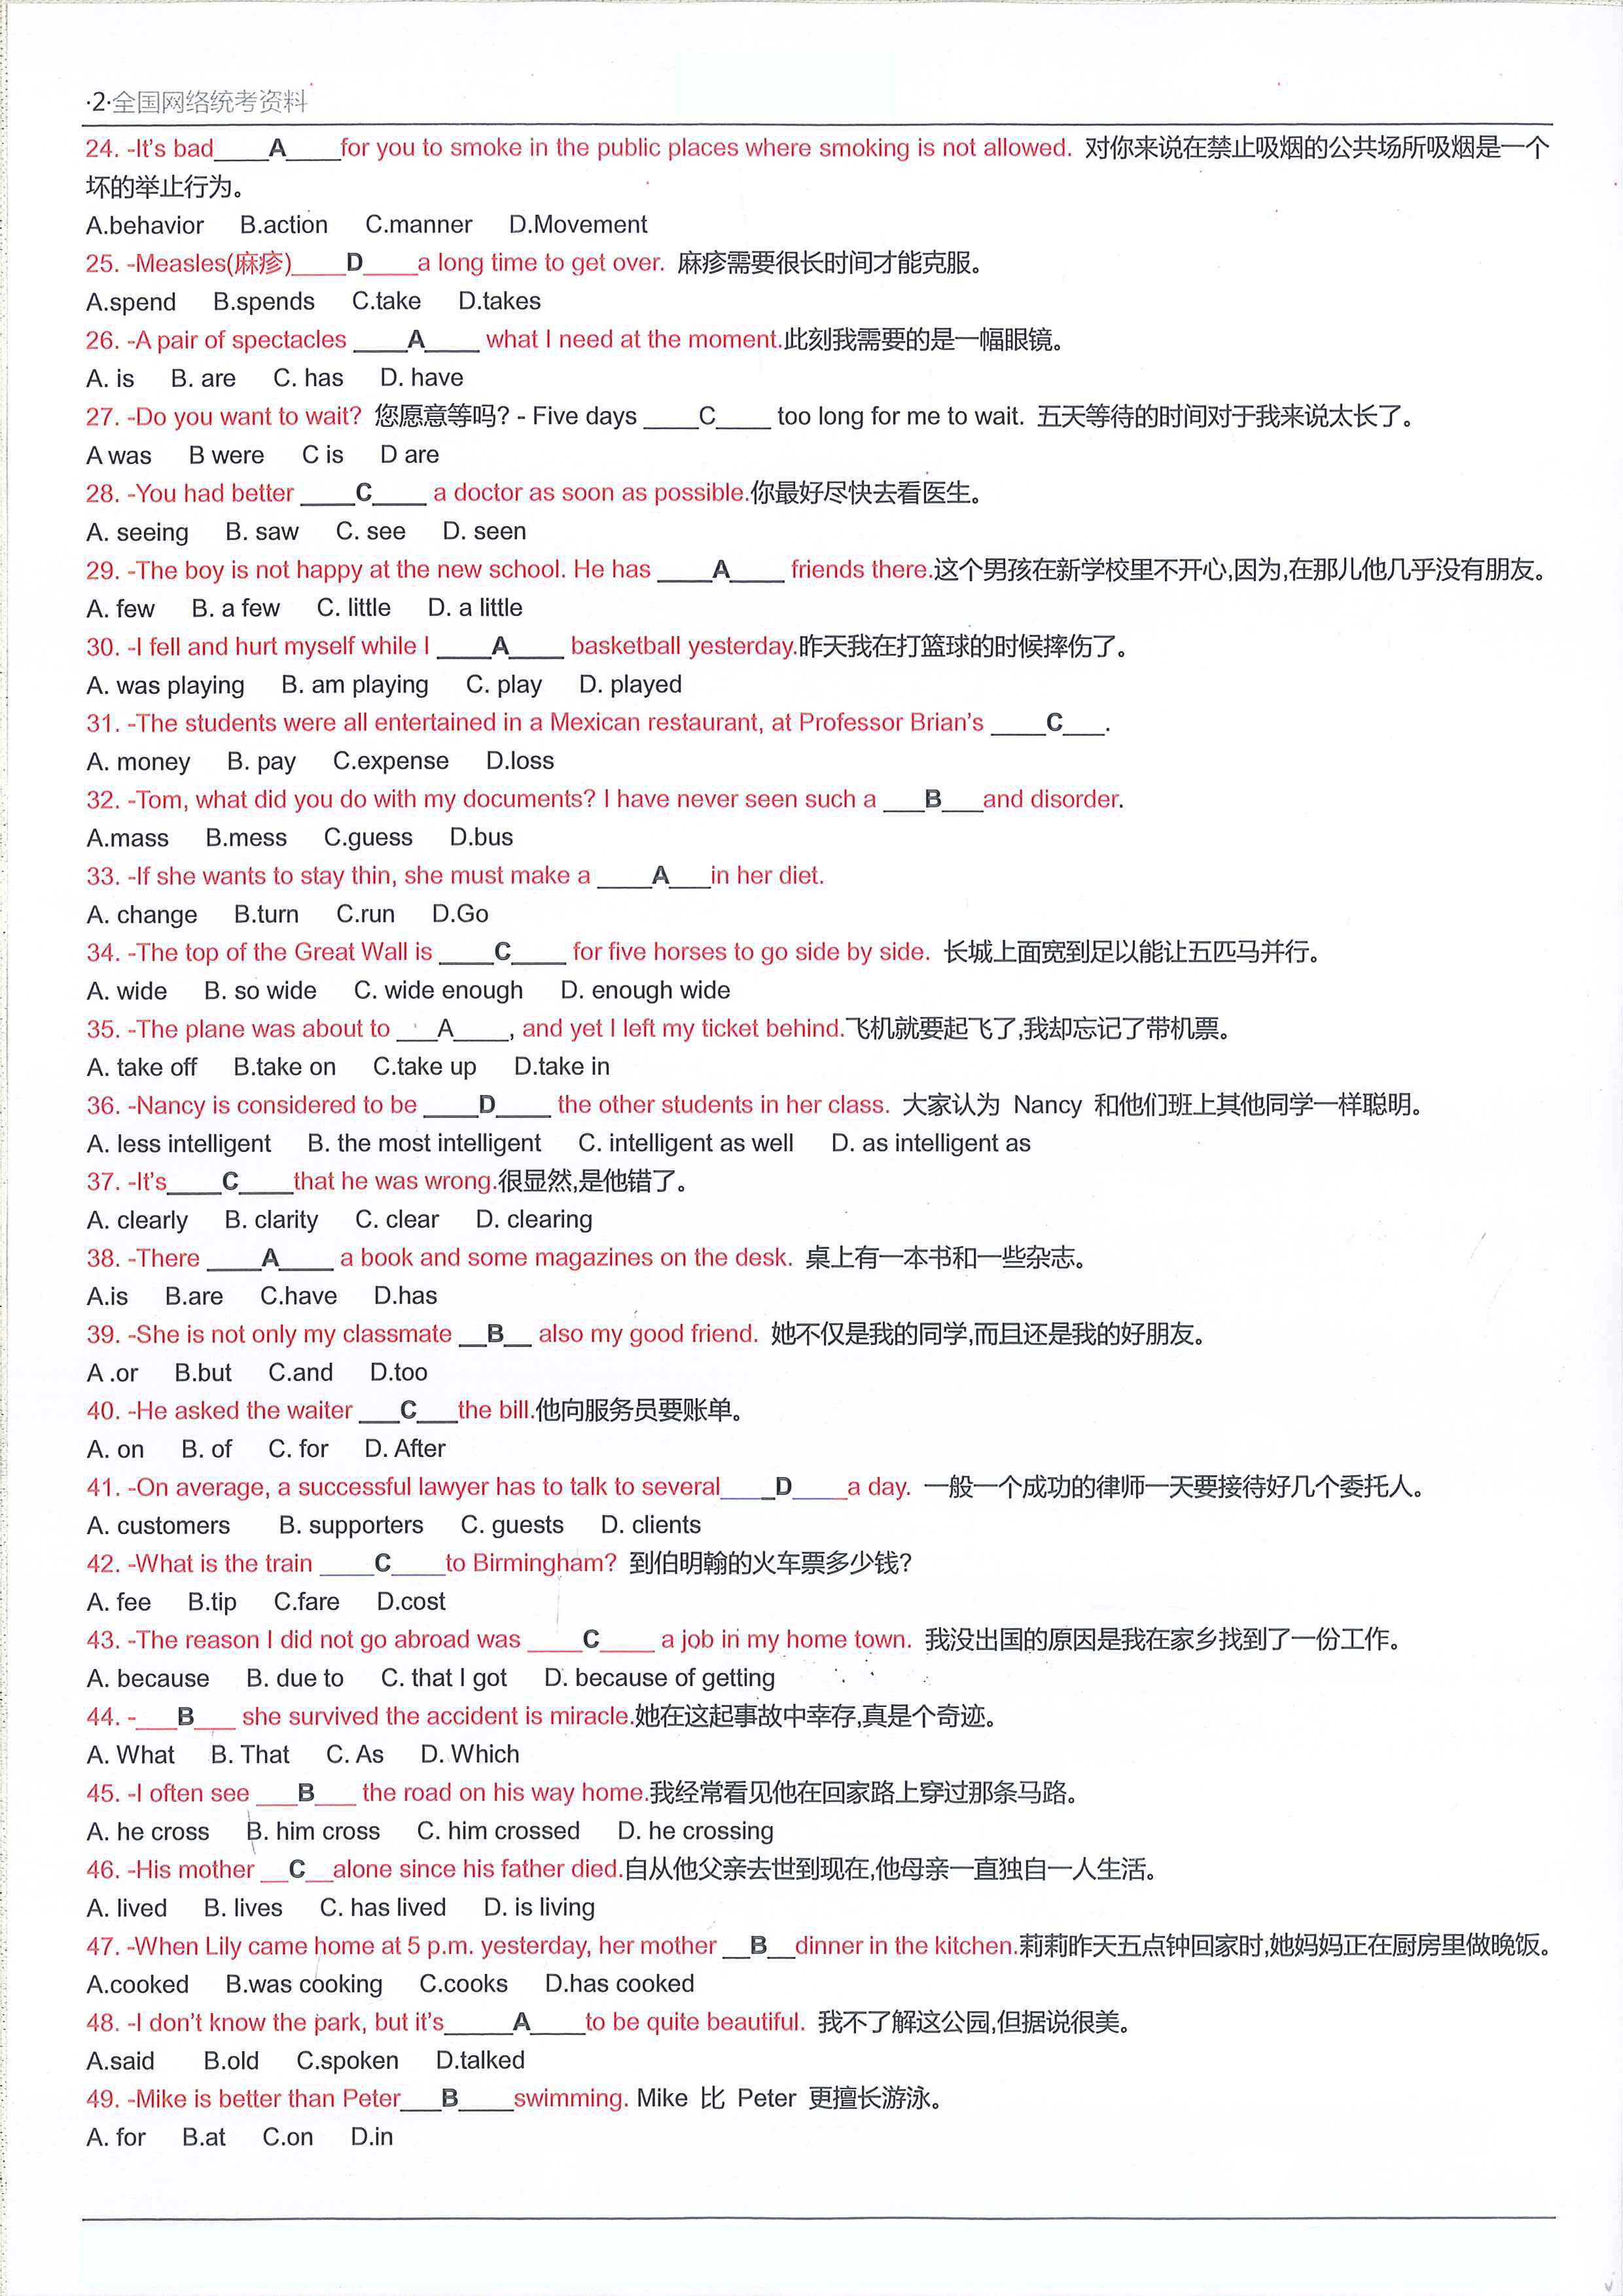 ·2·全国网络统考资料
24. -It's bad____A____for you to smoke in the public places where smoking is not allowed. 对你来说在禁止吸烟的公共场所吸烟是一个
坏的举止行为。
A.behavior B.action C.manner D.Movement
25. -Measles(麻疹)____D____a long time to get over. 麻疹需要很长时间才能克服。
A.spend B.spends C.take D.takes
26. -A pair of spectacles ____A____ what I need at the moment.此刻我需要的是一幅眼镜。
A. is B. are C. has D. have
27. -Do you want to wait? 您愿意等吗? - Five days ____C____ too long for me to wait. 五天等待的时间对于我来说太长了。
A was B were C is D are
28. -You had better ____C____ a doctor as soon as possible.你最好尽快去看医生。
A. seeing B. saw C. see D. seen
29. -The boy is not happy at the new school. He has ____A____ friends there.这个男孩在新学校里不开心,因为,在那儿他几乎没有朋友。
A. few B. a few C. little D. a little
30. -I fell and hurt myself while I ____A____ basketball yesterday.昨天我在打篮球的时候摔伤了。
A. was playing B. am playing C. play D. played
31. -The students were all entertained in a Mexican restaurant, at Professor Brian's ____C___.
A. money B. pay C.expense D.loss
32. -Tom, what did you do with my documents? I have never seen such a ___B___and disorder.
A.mass B.mess C.guess D.bus
33. -If she wants to stay thin, she must make a ____A___in her diet.
A. change B.turn C.run D.Go
34. -The top of the Great Wall is ____C____ for five horses to go side by side. 长城上面宽到足以能让五匹马并行。
A. wide B. so wide C. wide enough D. enough wide
35. -The plane was about to ___A____, and yet I left my ticket behind.飞机就要起飞了,我却忘记了带机票。
A. take off B.take on C.take up D.take in
36. -Nancy is considered to be ____D____ the other students in her class. 大家认为 Nancy 和他们班上其他同学一样聪明。
A. less intelligent B. the most intelligent C. intelligent as well D. as intelligent as
37. -It's____C____that he was wrong.很显然,是他错了。
A. clearly B. clarity C. clear D. clearing
38. -There ____A____ a book and some magazines on the desk. 桌上有一本书和一些杂志。
A.is B.are C.have D.has
39. -She is not only my classmate __B__ also my good friend. 她不仅是我的同学,而且还是我的好朋友。
A .or B.but C.and D.too
40. -He asked the waiter ___C___the bill.他向服务员要账单。
A. on B. of C. for D. After
41. -On average, a successful lawyer has to talk to several____D____a day. 一般一个成功的律师一天要接待好几个委托人。
A. customers B. supporters C. guests D. clients
42. -What is the train ____C____to Birmingham? 到伯明翰的火车票多少钱?
A. fee B.tip C.fare D.cost
43. -The reason I did not go abroad was ____C____ a job in my home town. 我没出国的原因是我在家乡找到了一份工作。
A. because B. due to C. that I got D. because of getting
44. -___B___ she survived the accident is miracle.她在这起事故中幸存,真是个奇迹。
A. What B. That C. As D. Which
45. -I often see ___B___ the road on his way home.我经常看见他在回家路上穿过那条马路。
A. he cross B. him cross C. him crossed D. he crossing
46. -His mother __C__alone since his father died.自从他父亲去世到现在,他母亲一直独自一人生活。
A. lived B. lives C. has lived D. is living
47. -When Lily came home at 5 p.m. yesterday, her mother __B__dinner in the kitchen.莉莉昨天五点钟回家时,她妈妈正在厨房里做晚饭。
A.cooked B.was cooking C.cooks D.has cooked
48. -I don't know the park, but it's_____A____to be quite beautiful. 我不了解这公园,但据说很美。
A.said B.old C.spoken D.talked
49. -Mike is better than Peter___B____swimming. Mike 比 Peter 更擅长游泳。
A. for B.at C.on D.in